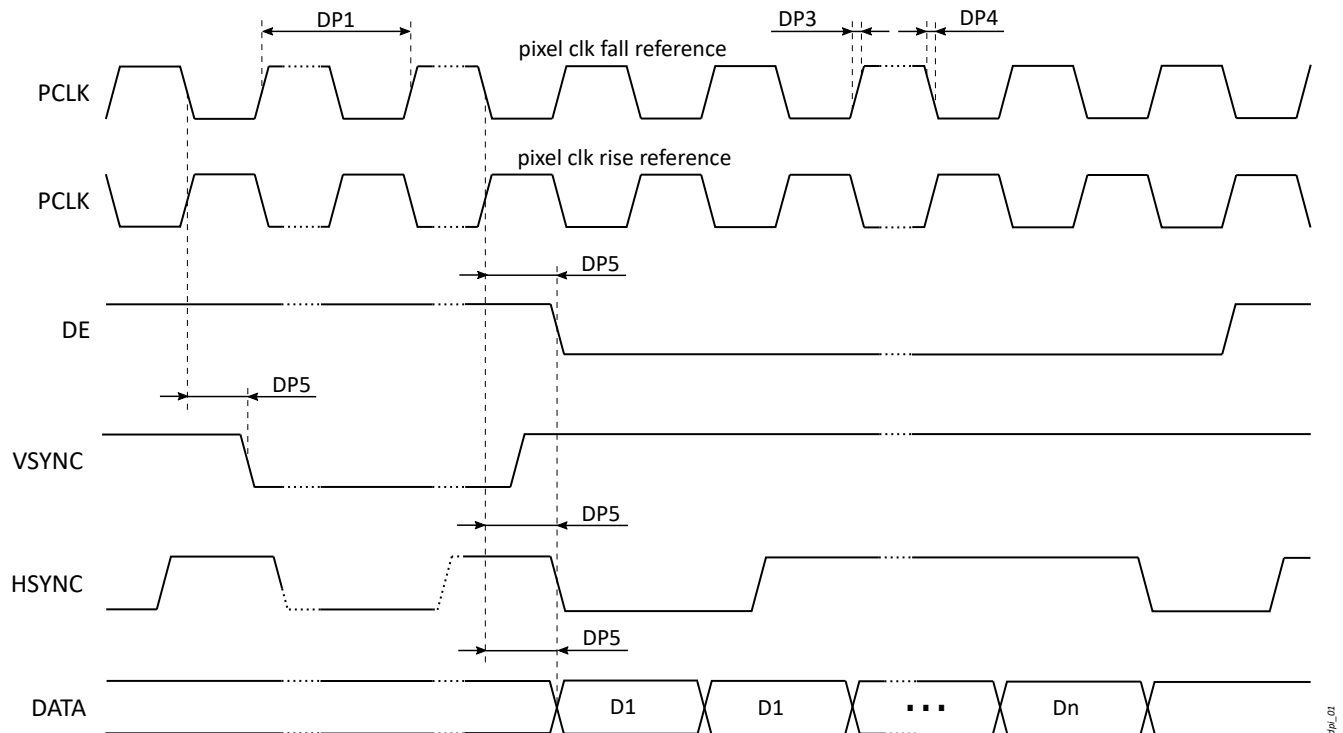 DP1
DP3
DP4
pixel clk fall reference
PCLK
pixel clk rise reference
PCLK
DP5
DE
DP5
VSYNC
DP5
HSYNC
DP5
DATA
D1
D1
...
Dn
dpi_01